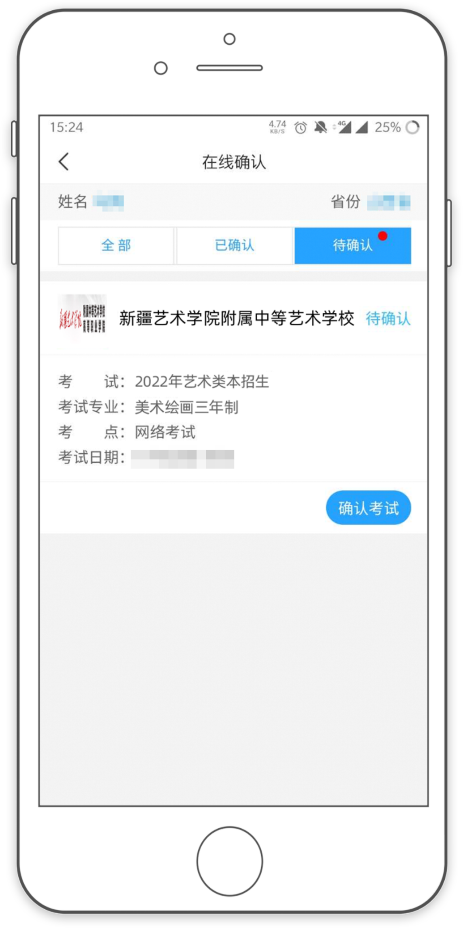 15:24 4.74 KB/S 4G 25%
在线确认
姓名 省份
全部 已确认 待确认
新疆艺术学院附属中等艺术学校 待确认
考 试：2022年艺术类本招生
考试专业：美术绘画三年制
考 点：网络考试
考试日期：
确认考试